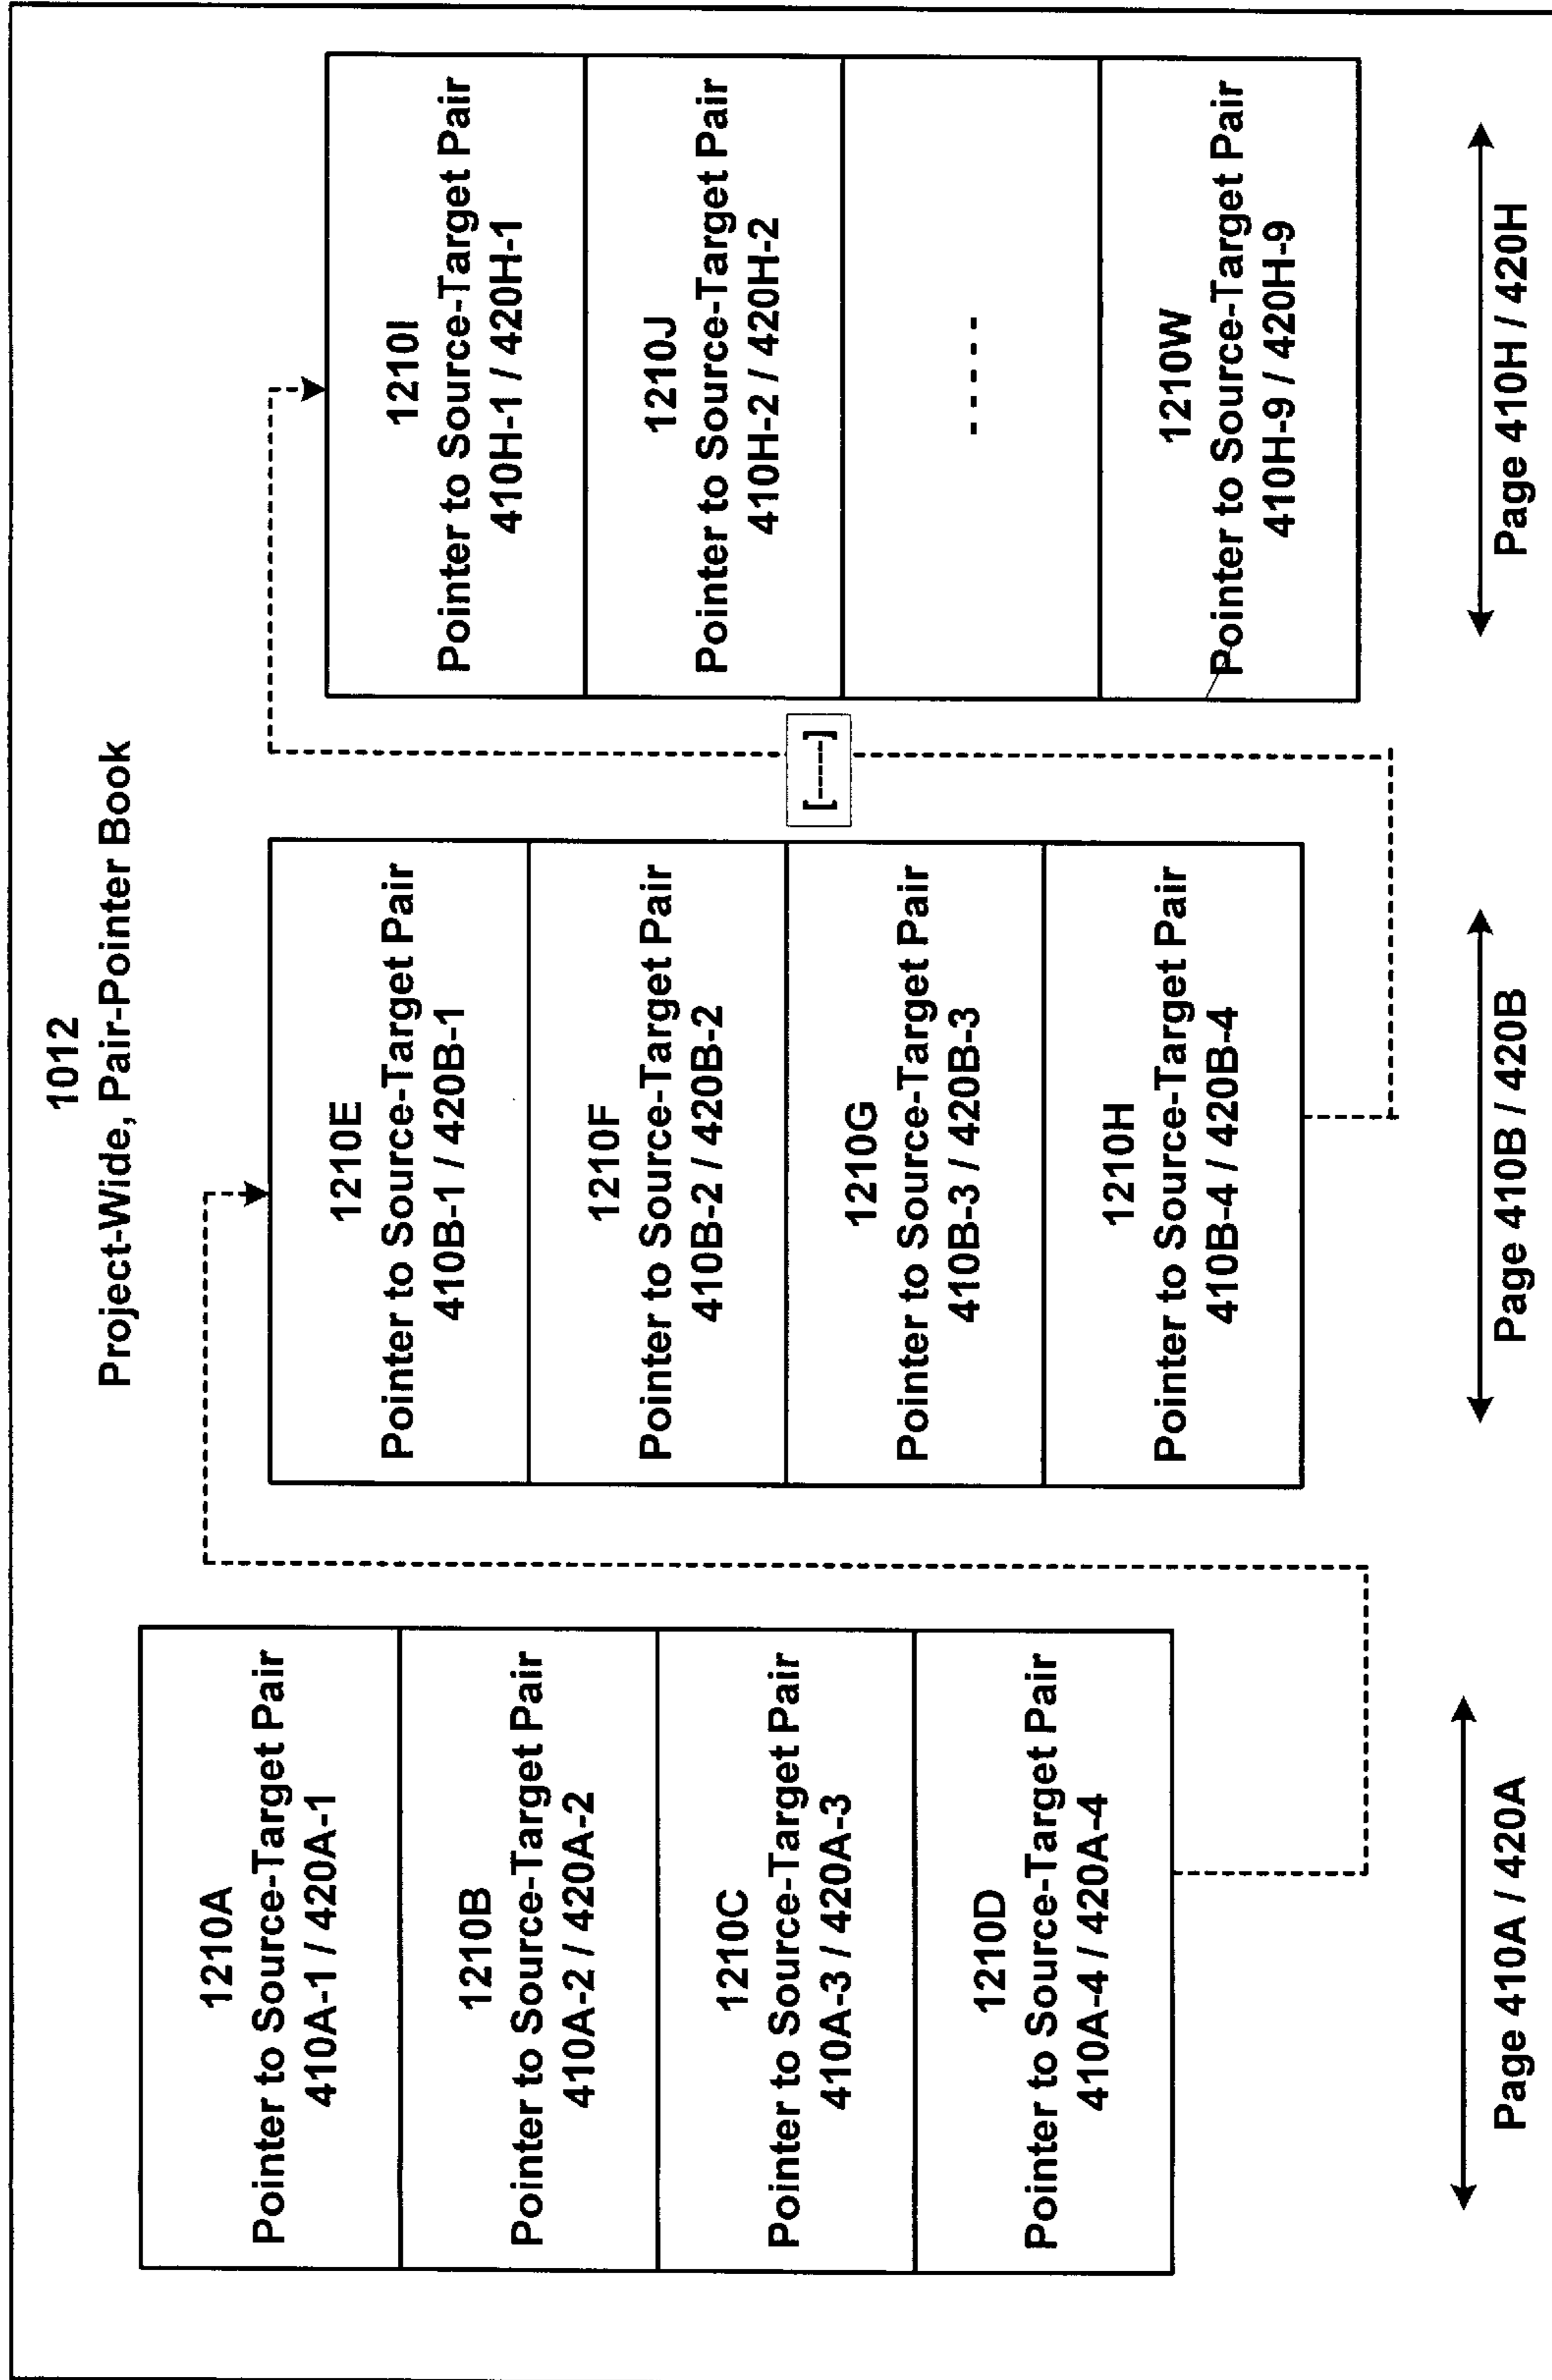 1012
Project-Wide, Pair-Pointer Book
1210A
Pointer to Source-Target Pair
410A-1 / 420A-1
1210B
Pointer to Source-Target Pair
410A-2 / 420A-2
1210C
Pointer to Source-Target Pair
410A-3 / 420A-3
1210D
Pointer to Source-Target Pair
410A-4 / 420A-4
Page 410A / 420A
1210E
Pointer to Source-Target Pair
410B-1 / 420B-1
1210F
Pointer to Source-Target Pair
410B-2 / 420B-2
1210G
Pointer to Source-Target Pair
410B-3 / 420B-3
1210H
Pointer to Source-Target Pair
410B-4 / 420B-4
Page 410B / 420B
[-----]
1210I
Pointer to Source-Target Pair
410H-1 / 420H-1
1210J
Pointer to Source-Target Pair
410H-2 / 420H-2
- - - - -
1210W
Pointer to Source-Target Pair
410H-9 / 420H-9
Page 410H / 420H